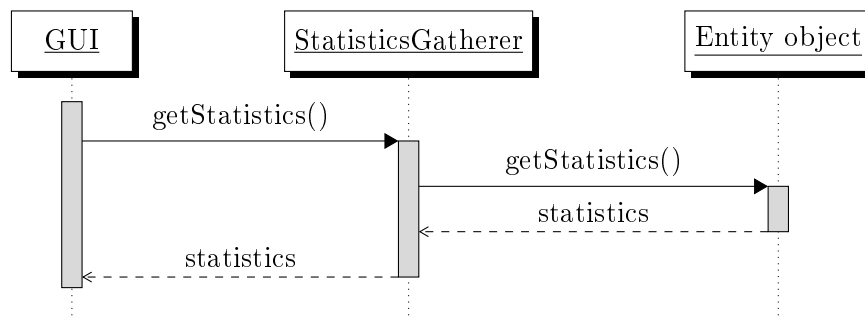 GUI
StatisticsGatherer
Entity object
getStatistics()
getStatistics()
statistics
statistics